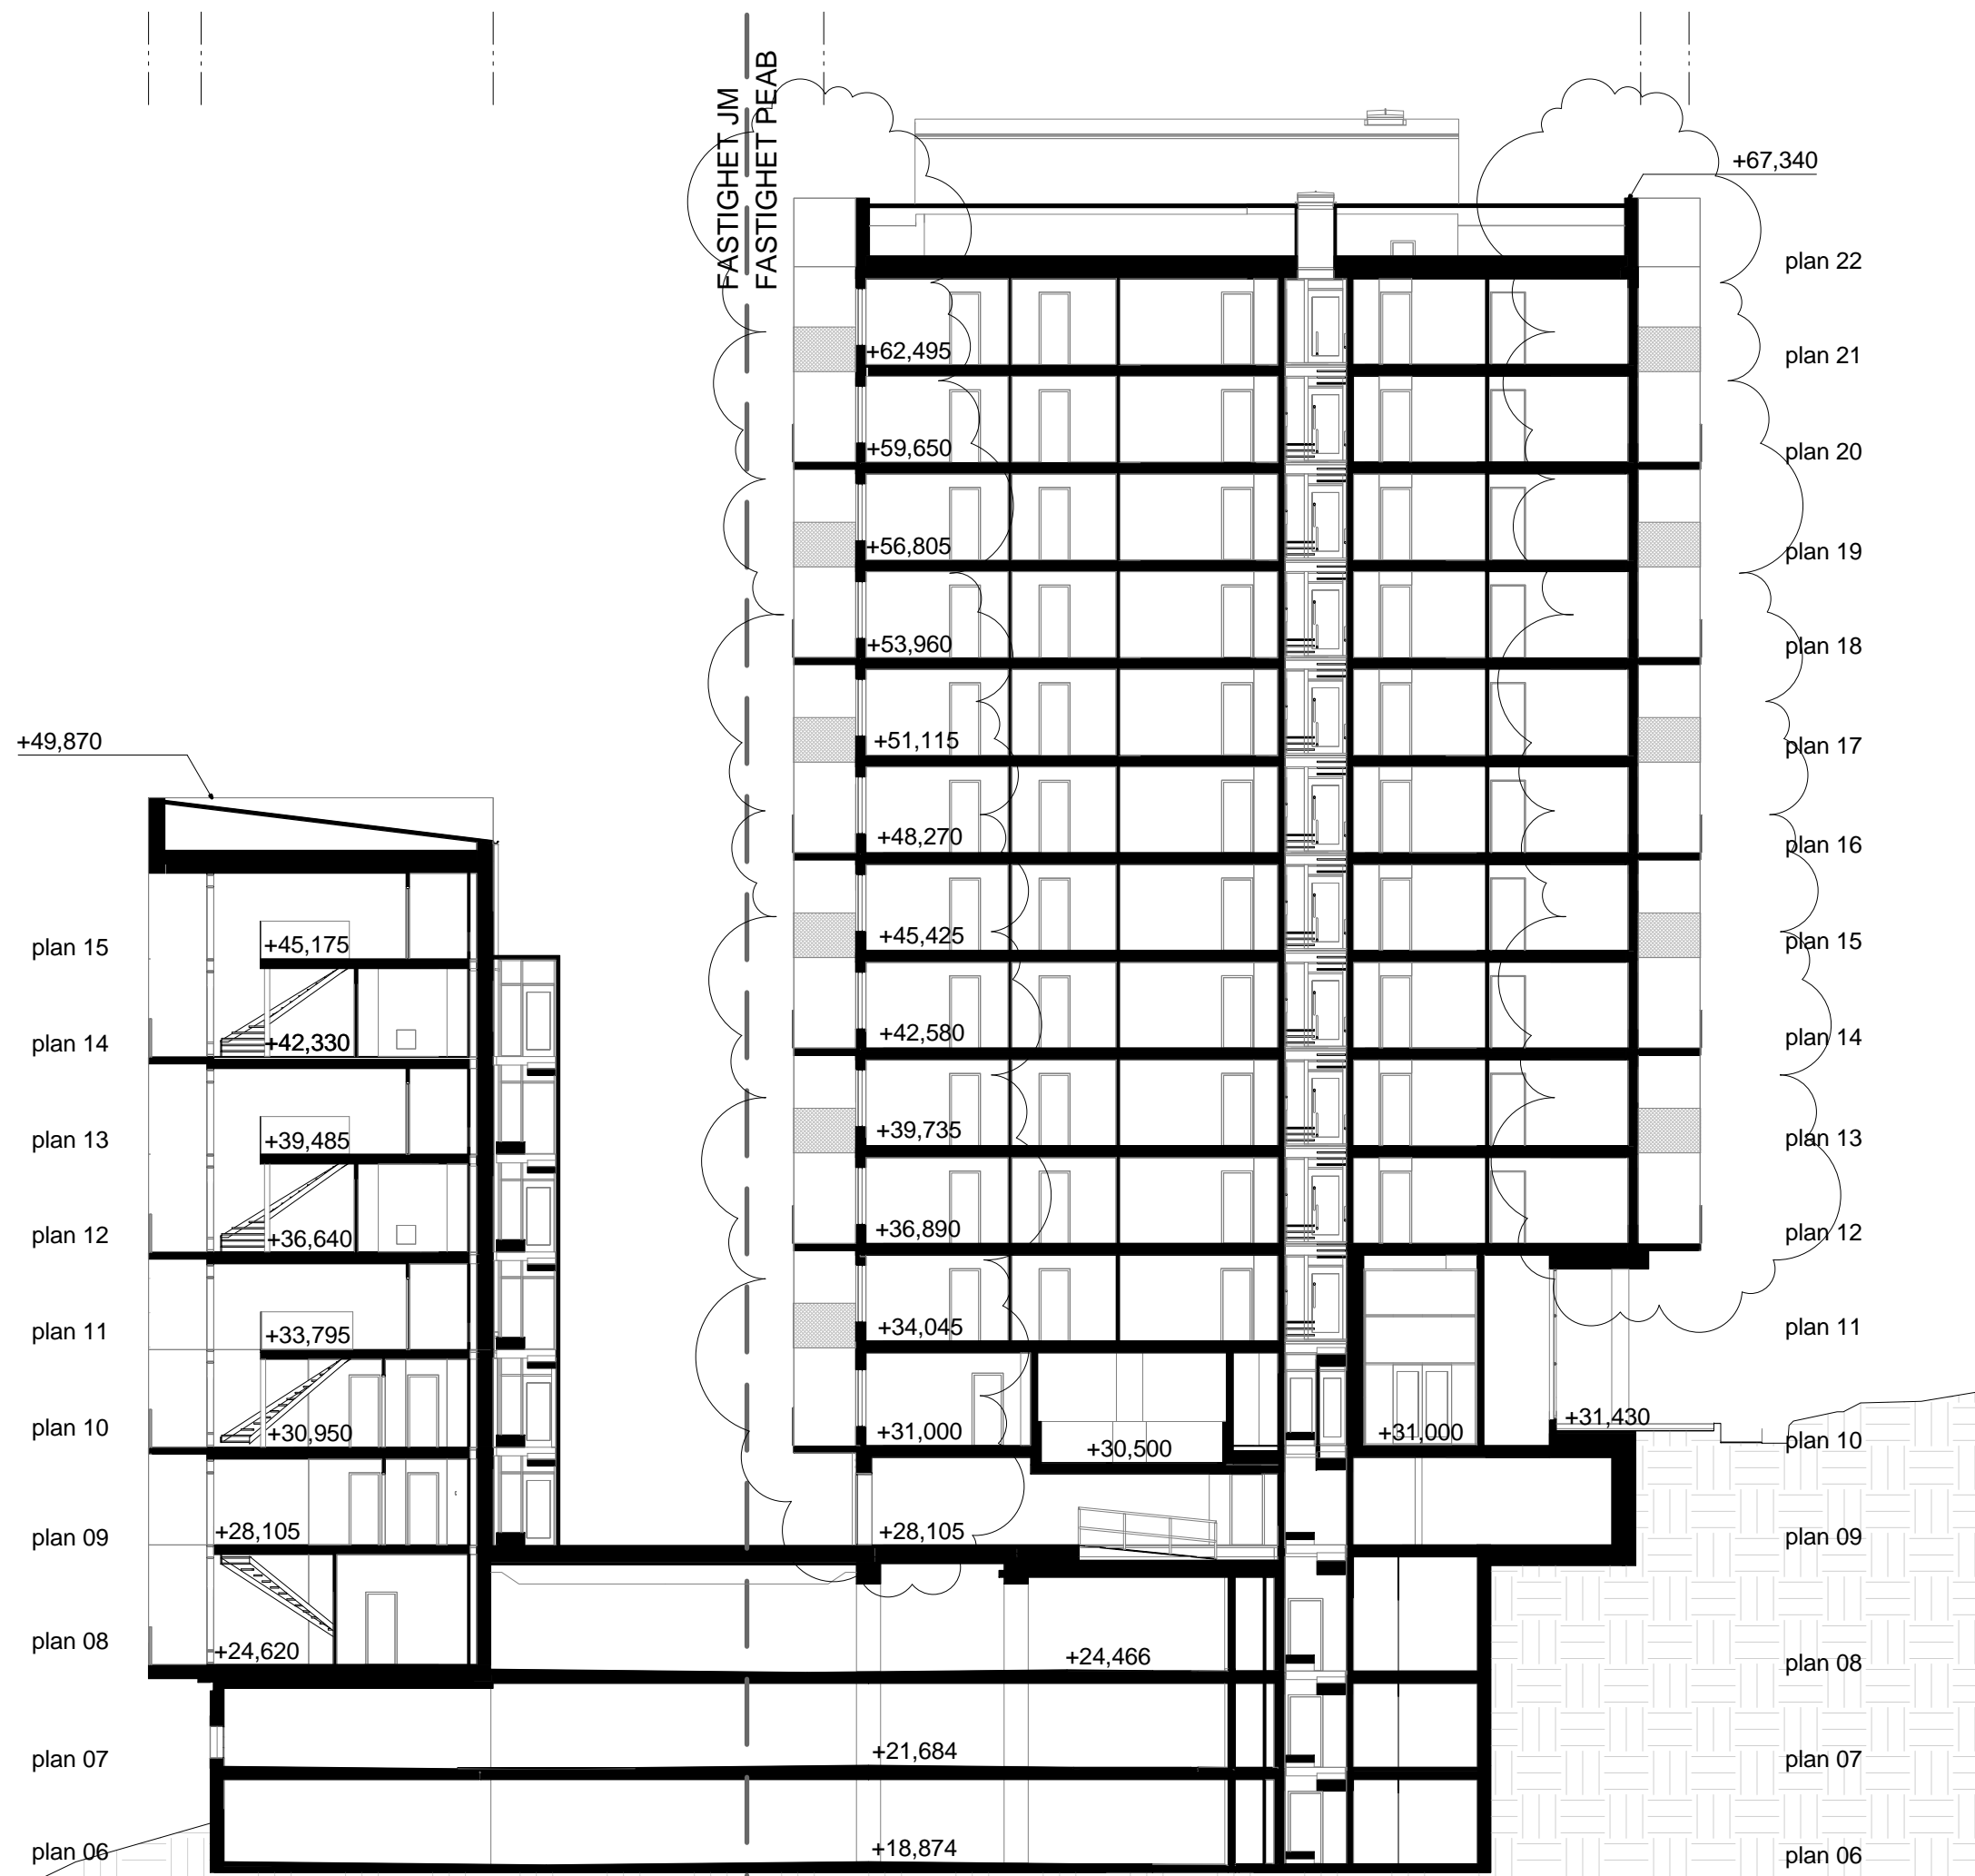 FASTIGHET JM
FASTIGHET PEAB
+67,340
plan 22
+62,495
plan 21
+59,650
plan 20
+56,805
plan 19
+53,960
plan 18
+49,870
+51,115
plan 17
+48,270
plan 16
plan 15
+45,175
+45,425
plan 15
plan 14
+42,330
+42,580
plan 14
plan 13
+39,485
+39,735
plan 13
plan 12
+36,640
+36,890
plan 12
plan 11
+33,795
+34,045
plan 11
plan 10
+30,950
+31,000
+30,500
+31,000
+31,430
plan 10
plan 09
+28,105
+28,105
plan 09
plan 08
+24,620
+24,466
plan 08
plan 07
+21,684
plan 07
plan 06
+18,874
plan 06